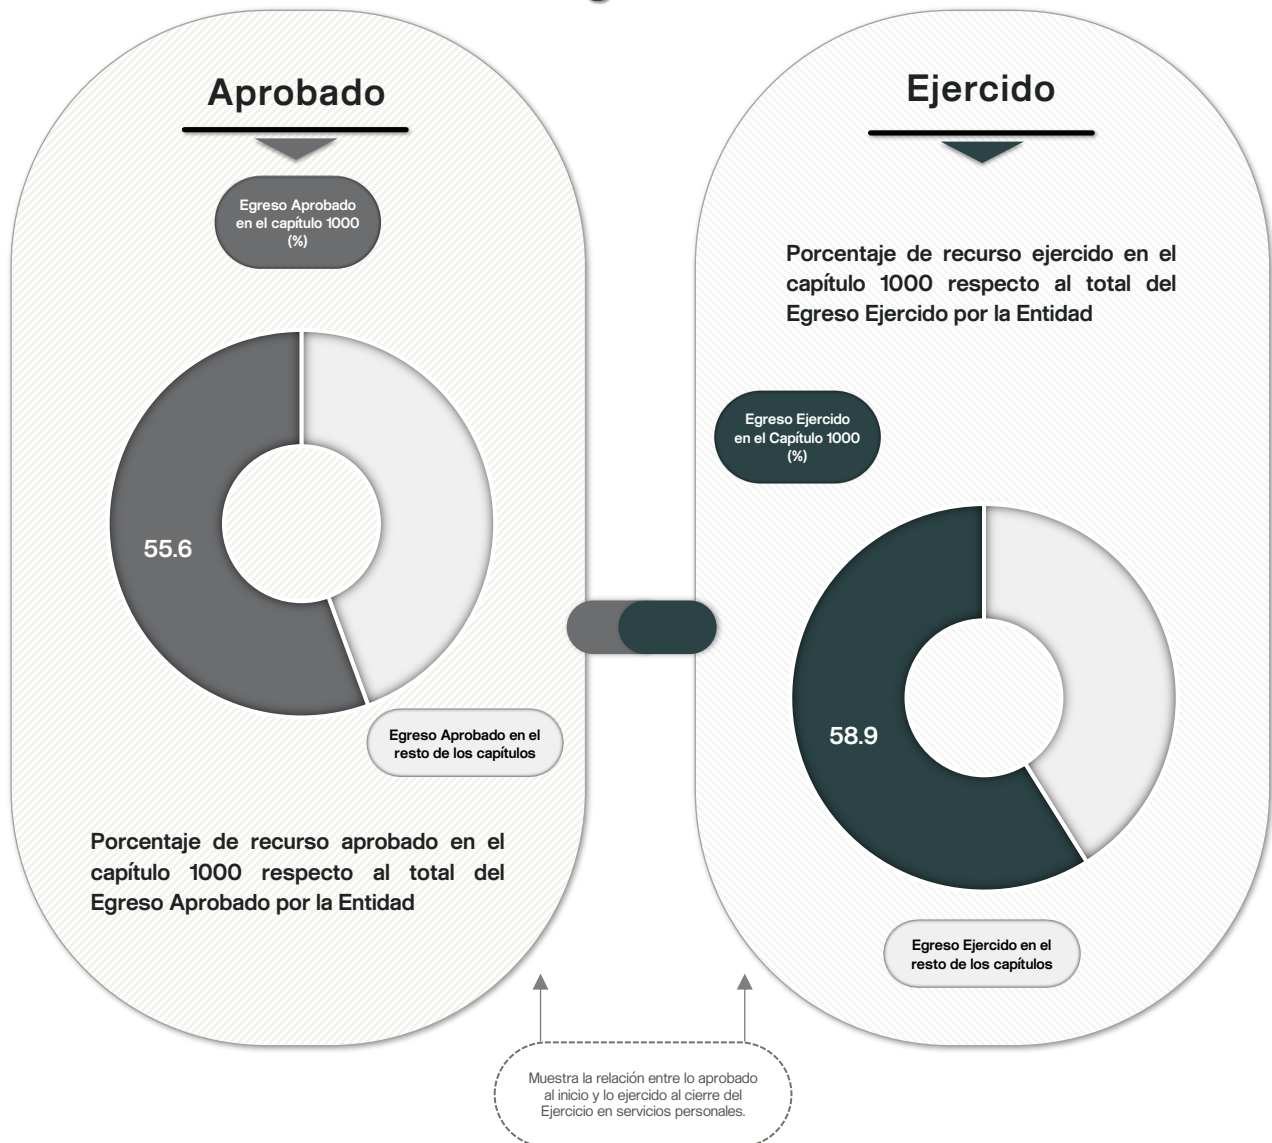 Aprobado
Egreso Aprobado
en el capítulo 1000
(%)
55.6
Egreso Aprobado en el
resto de los capítulos
Porcentaje de recurso aprobado en el
capítulo 1000 respecto al total del
Egreso Aprobado por la Entidad
Ejercido
Porcentaje de recurso ejercido en el
capítulo 1000 respecto al total del
Egreso Ejercido por la Entidad
Egreso Ejercido
en el Capítulo 1000
(%)
58.9
Egreso Ejercido en el
resto de los capítulos
Muestra la relación entre lo aprobado
al inicio y lo ejercido al cierre del
Ejercicio en servicios personales.